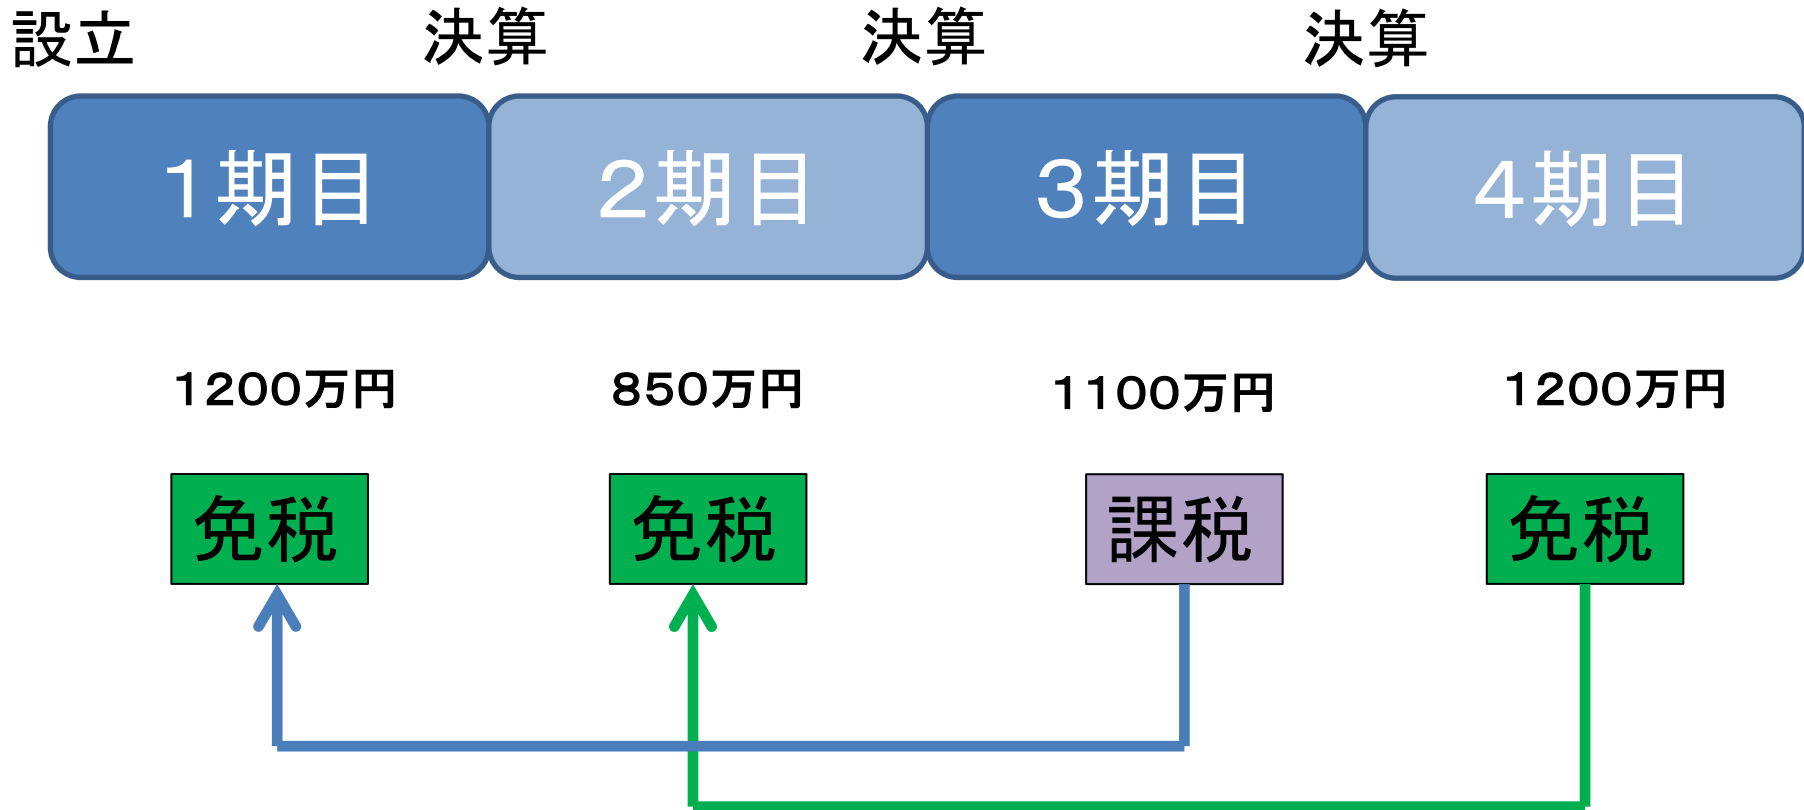 設立 決算 決算 決算
１期目 ２期目 ３期目 ４期目
１２００万円 ８５０万円 １１００万円 １２００万円
免税 免税 課税 免税